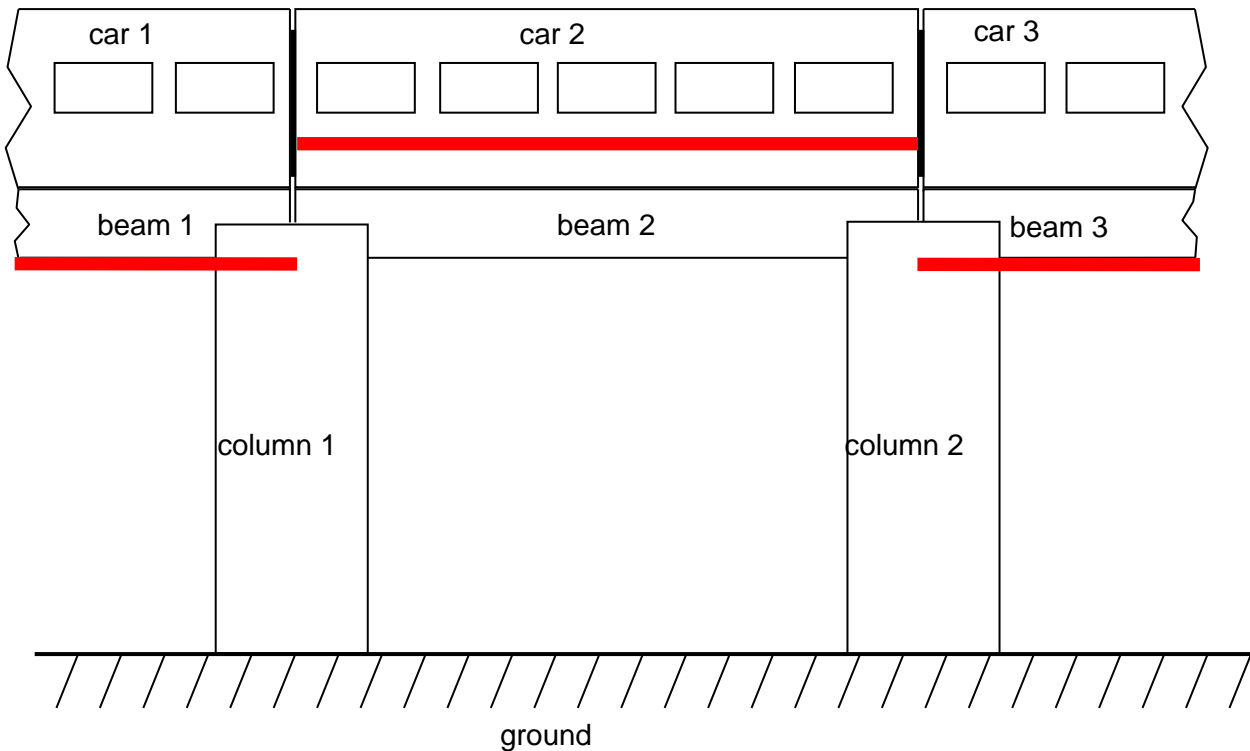 car 1
car 2
car 3
beam 1
beam 2
beam 3
column 1
column 2
ground